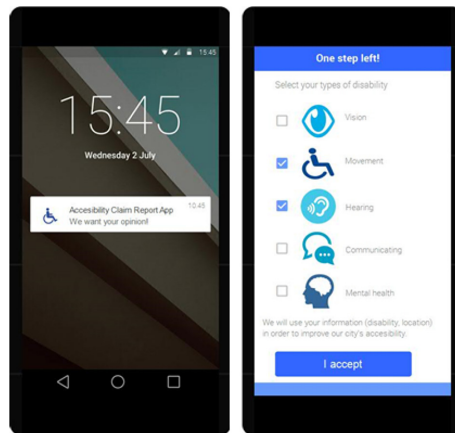 15:45
15:45
Wednesday 2 July
Accesibility Claim Report App
10:45
We want your opinion!
One step left!
Select your types of disability
Vision
Movement
Hearing
Communicating
Mental health
We will use your information (disability, location)
in order to improve our city's accesibility.
I accept